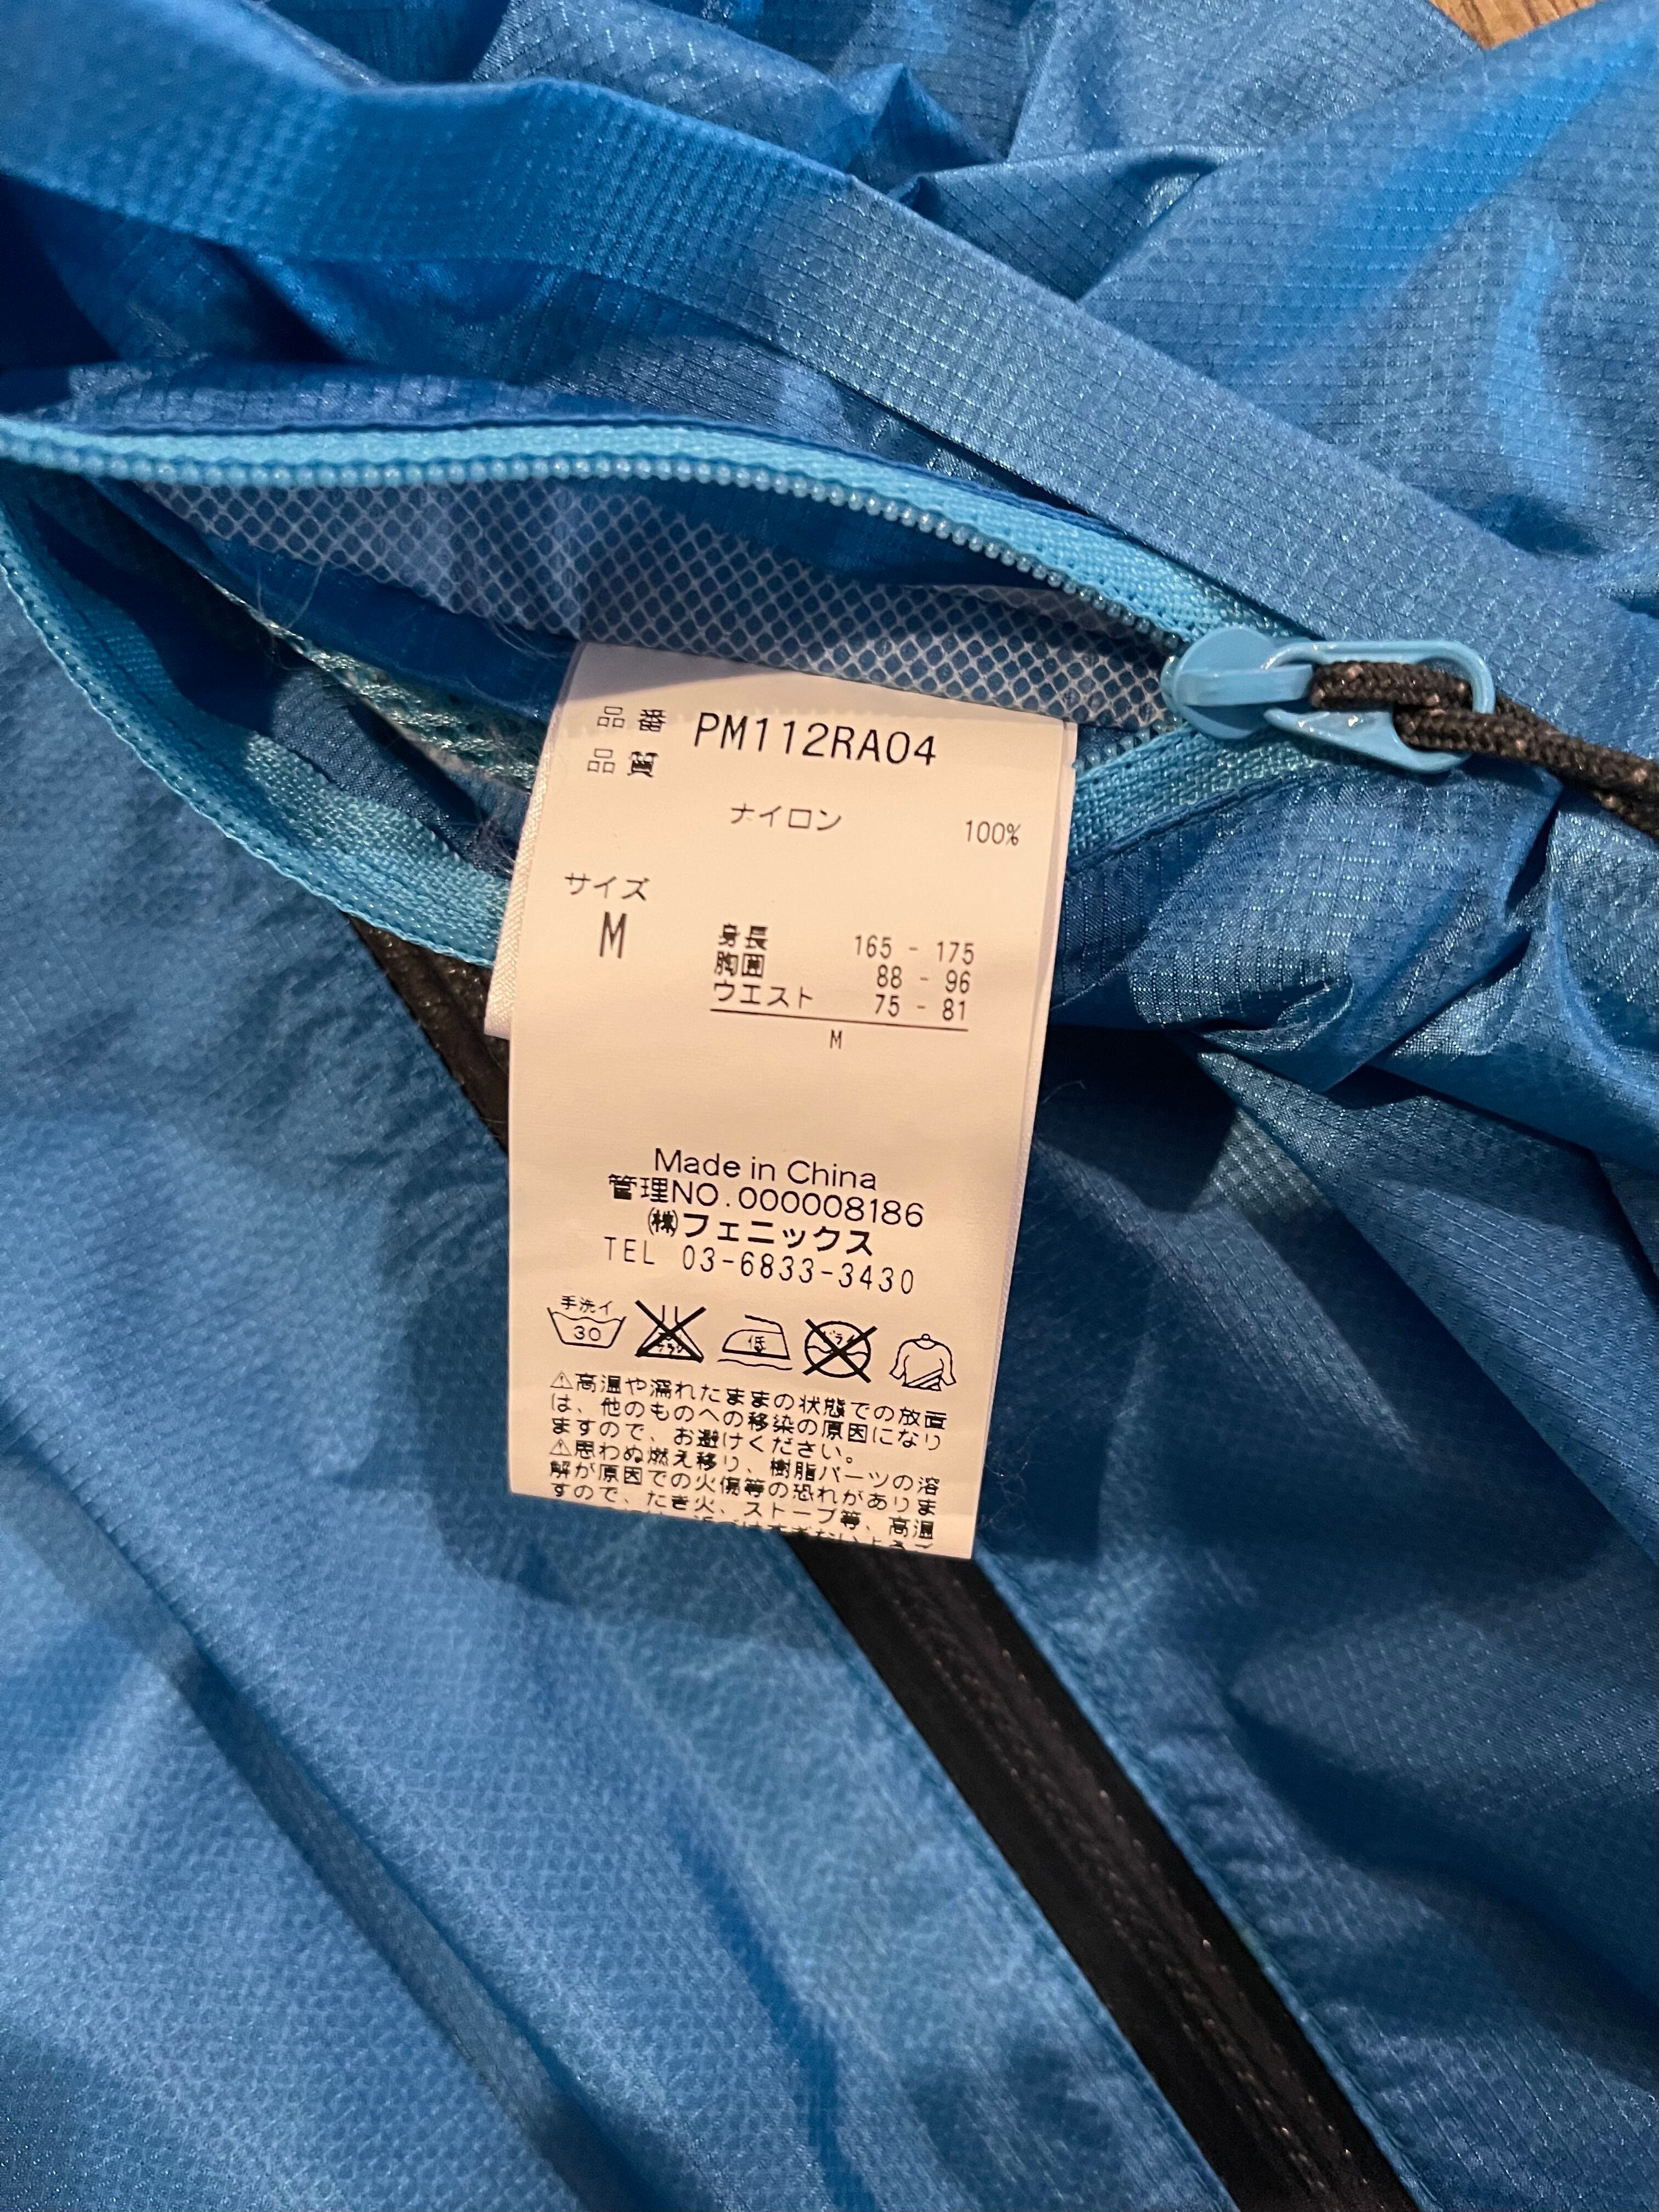 品番 PM112RA04
品質
ナイロン 100%
サイズ
M
身長 165 - 175
胸囲 88 - 96
ウエスト 75 - 81
M
Made in China
管理NO.000008186
㈱フェニックス
TEL 03-6833-3430
手洗イ
30
低
ドライ
⚠高温や濡れたままの状態での放置
は、他のものへの移染の原因になり
ますので、お避けください。
⚠思わぬ燃え移り、樹脂パーツの溶
解が原因での火傷等の恐れがありま
すので、たき火、ストーブ等、高温